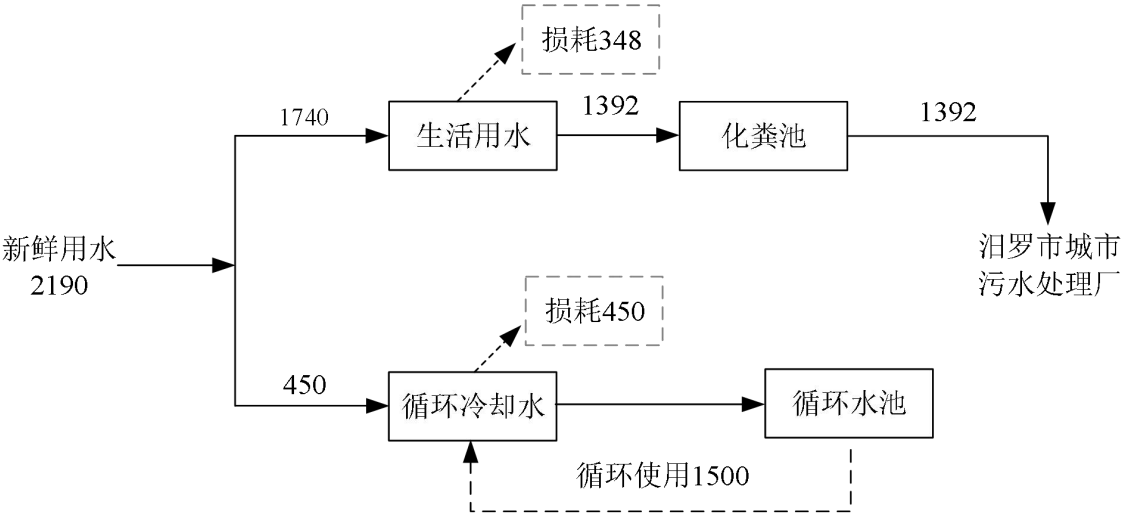 损耗348
1740
生活用水
1392
化粪池
1392
新鲜用水
2190
汨罗市城市
污水处理厂
损耗450
450
循环冷却水
循环水池
循环使用1500